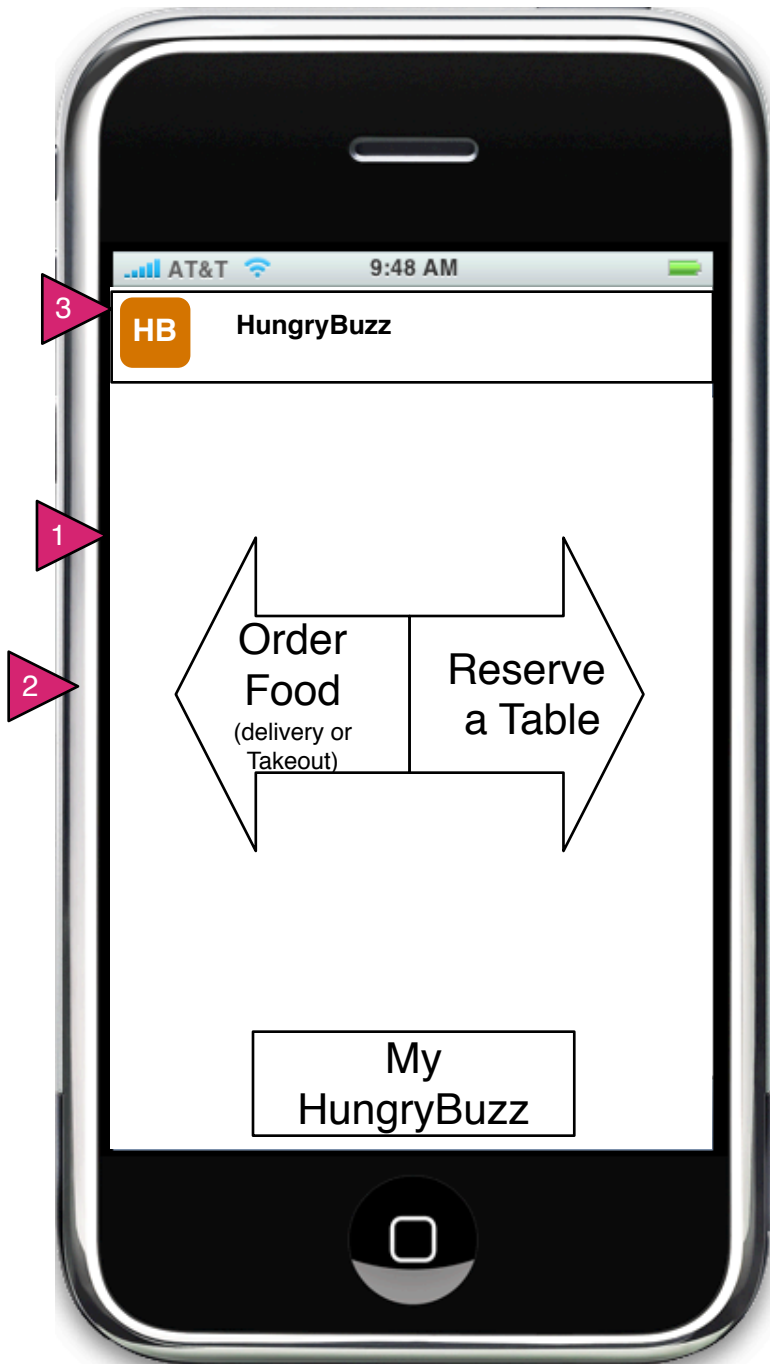 AT&T 9:48 AM
3
HB HungryBuzz
1
2
Order
Food
(delivery or
Takeout)
Reserve
a Table
My
HungryBuzz